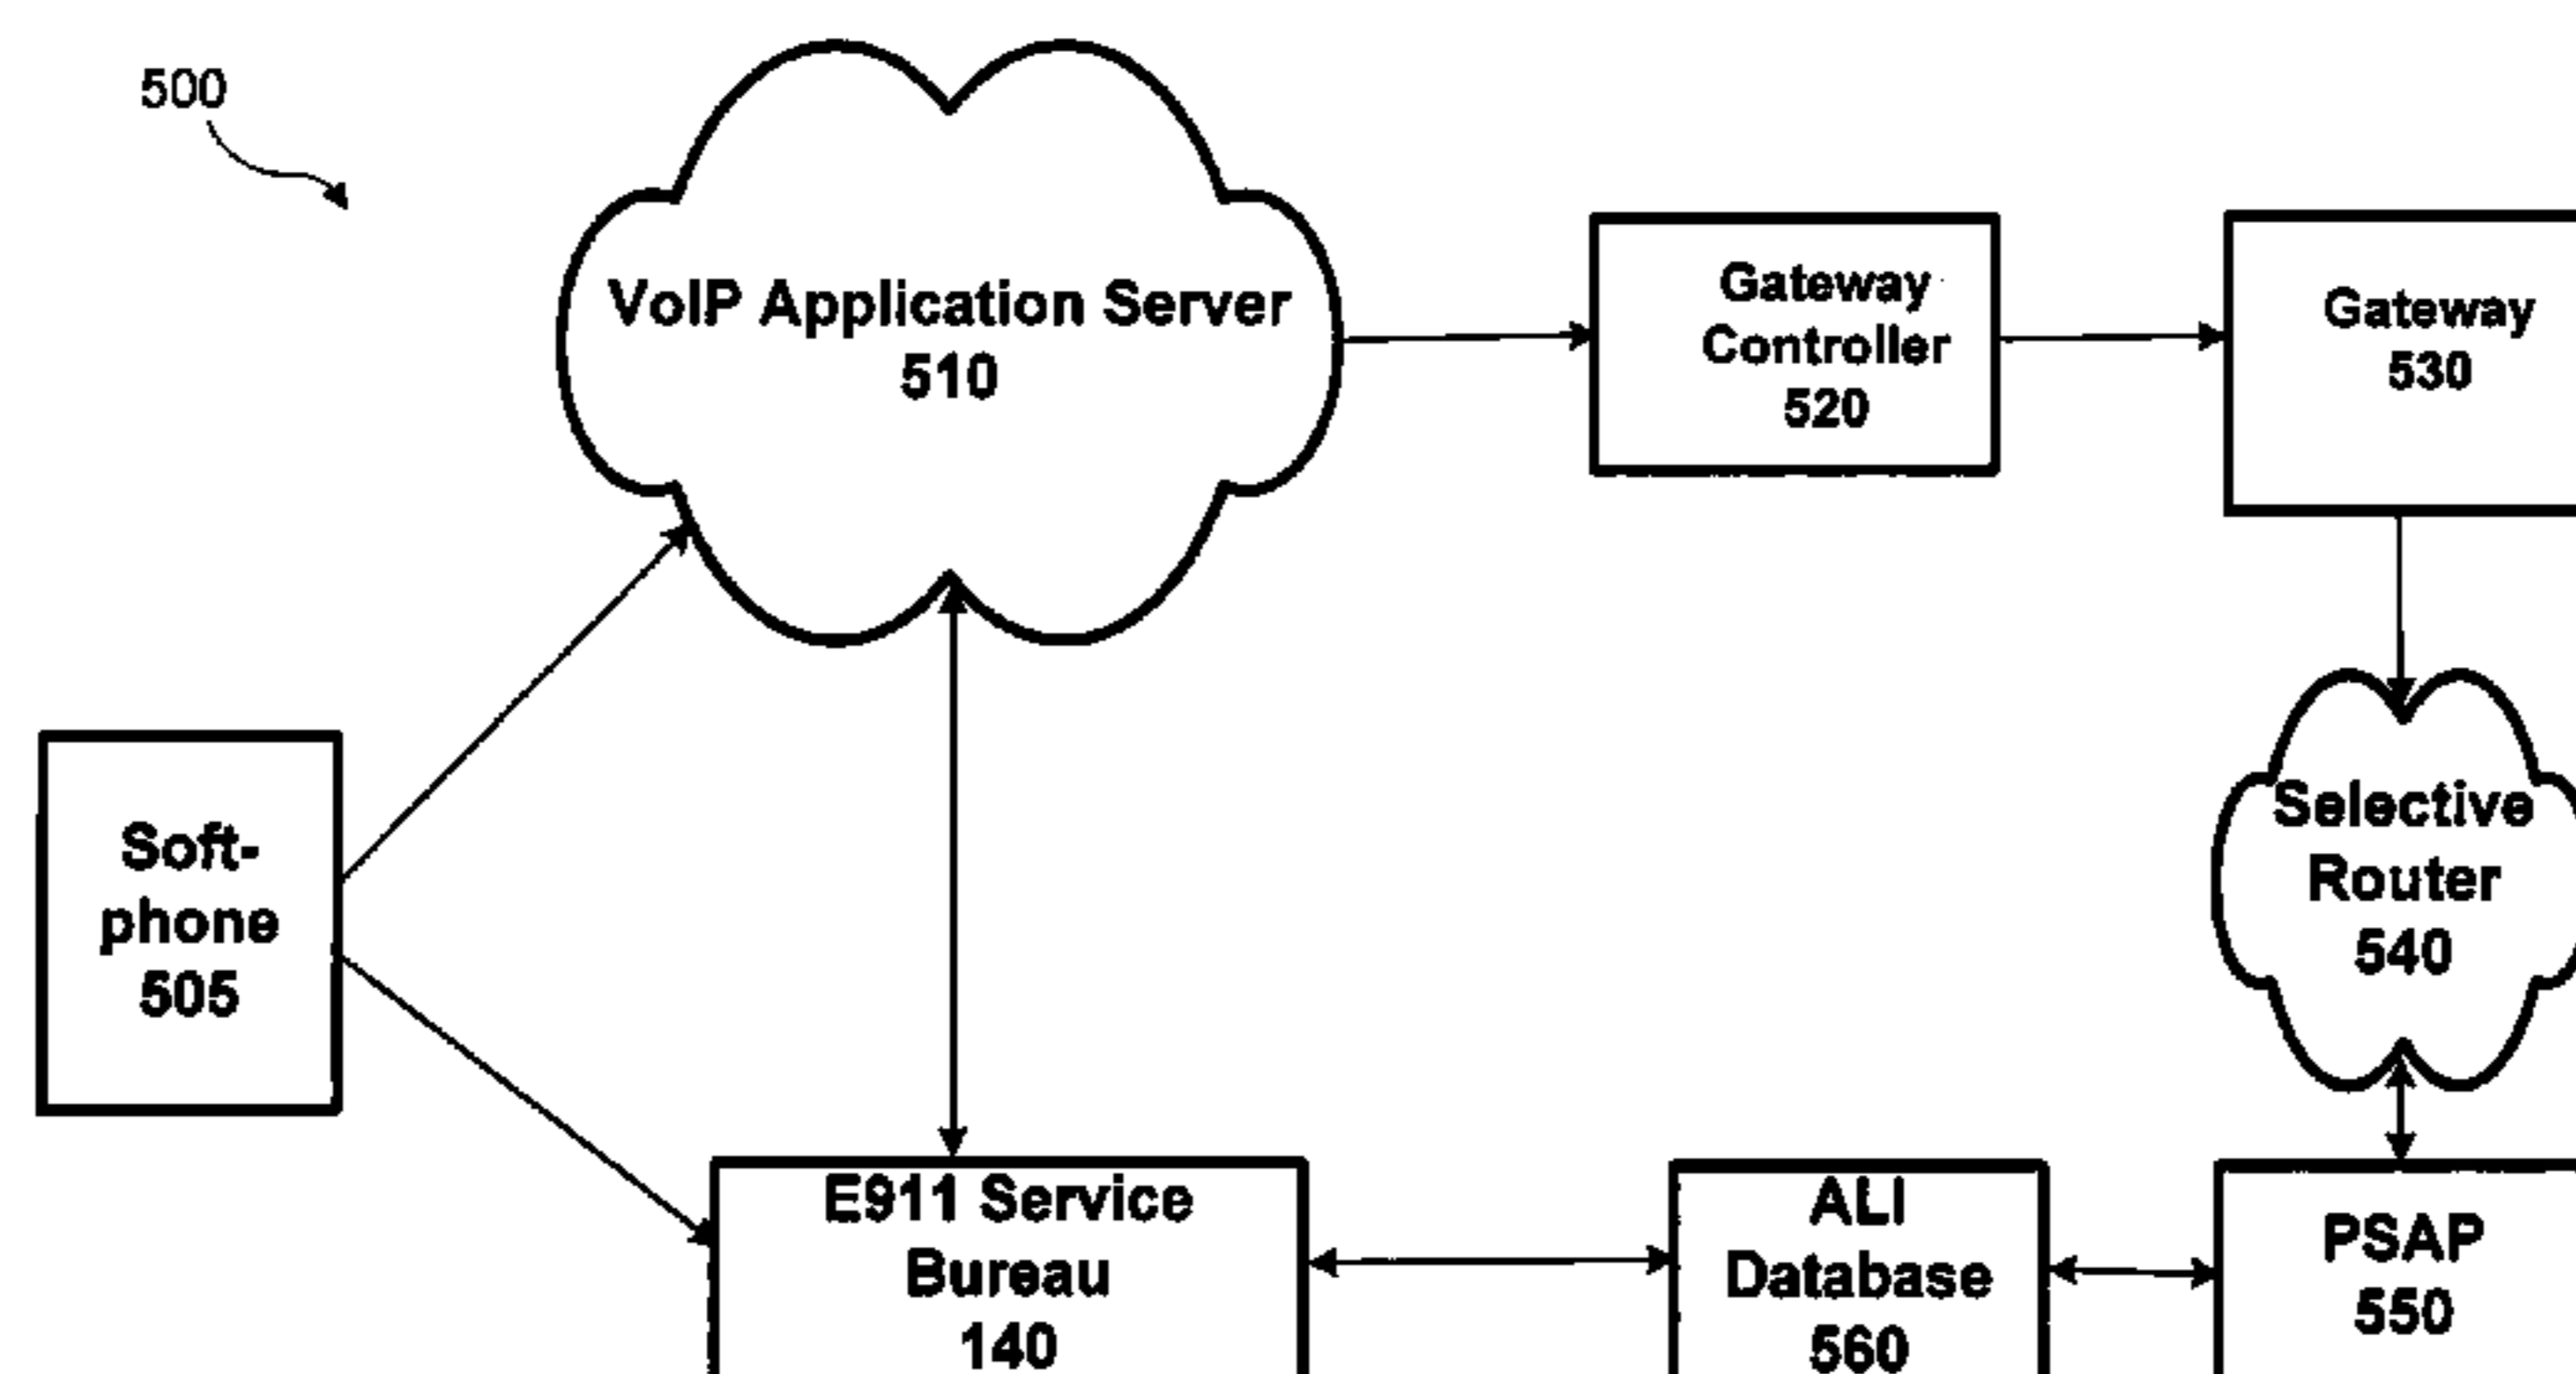 500
VoIP Application Server
510
Gateway
Controller
520
Gateway
530
Soft-
phone
505
Selective
Router
540
E911 Service
Bureau
140
ALI
Database
560
PSAP
550